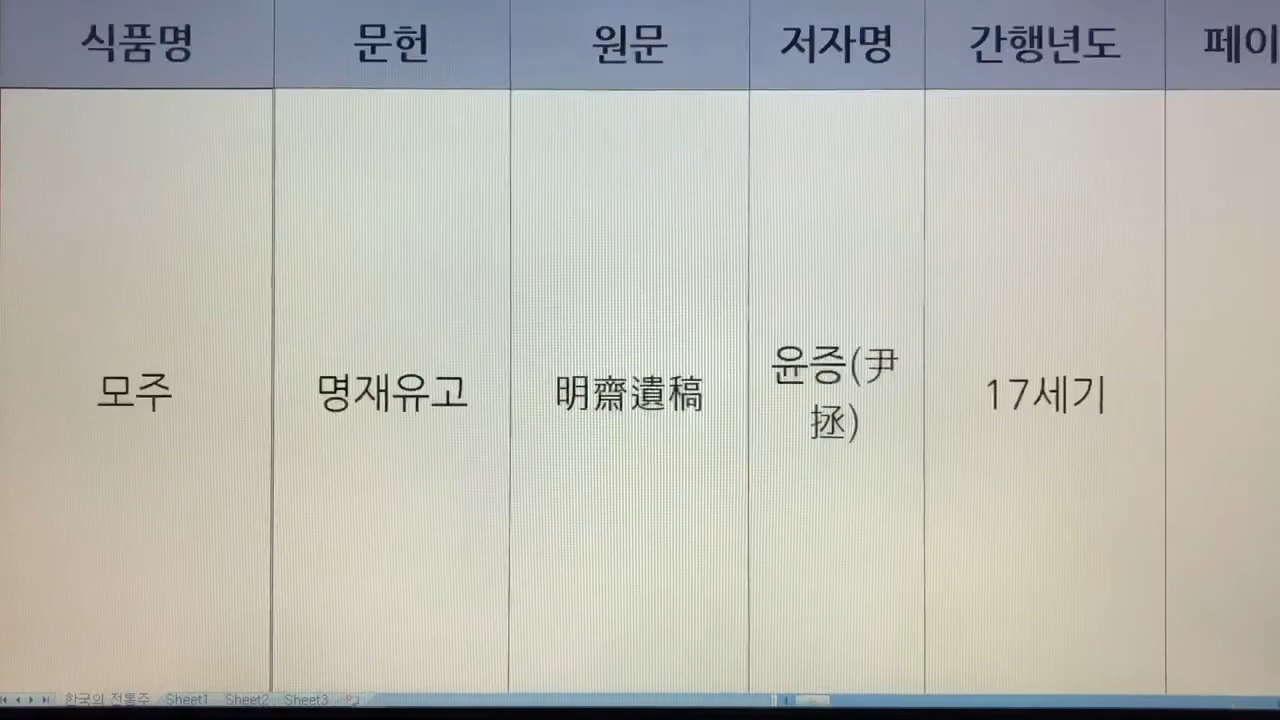 식품명 문헌 원문 저자명 간행년도 페이
모주 명재유고 明齋遺稿 윤증(尹 17세기
拯)
한국의 전통주 Sheet1 Sheet2 Sheet3